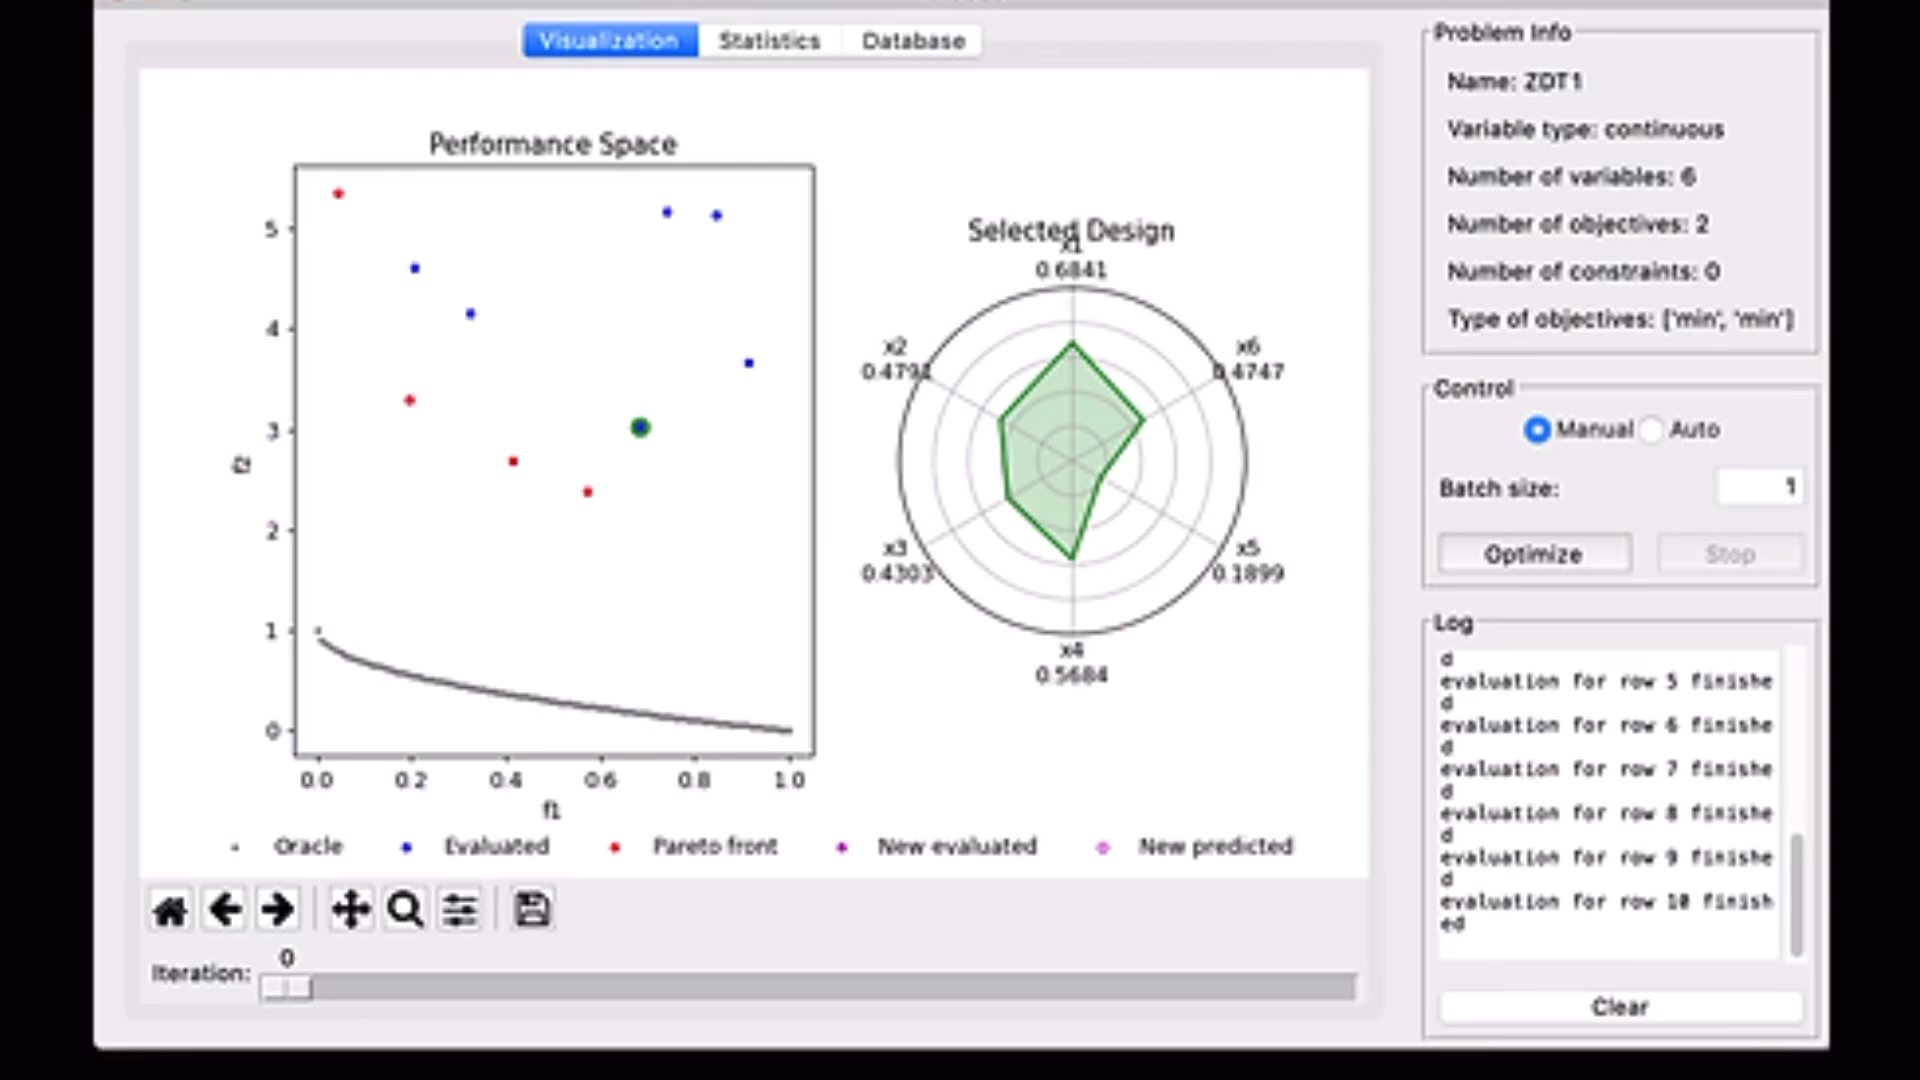 Visualization Statistics Database
Performance Space
5
4
3
2
1
0
f2
0.0 0.2 0.4 0.6 0.8 1.0
f1
Selected Design
x1
0.6841
x2
x6
0.4747
x3
0.4303
x5
0.1899
x4
0.5684
Oracle Evaluated Pareto front New evaluated New predicted
0
Iteration:
Problem Info
Name: ZDT1
Variable type: continuous
Number of variables: 6
Number of objectives: 2
Number of constraints: 0
Type of objectives: ['min', 'min']
Control
Manual Auto
Batch size: 1
Optimize Stop
Log
d
evaluation for row 5 finishe
d
evaluation for row 6 finishe
d
evaluation for row 7 finishe
d
evaluation for row 8 finishe
d
evaluation for row 9 finishe
d
evaluation for row 10 finish
ed
Clear